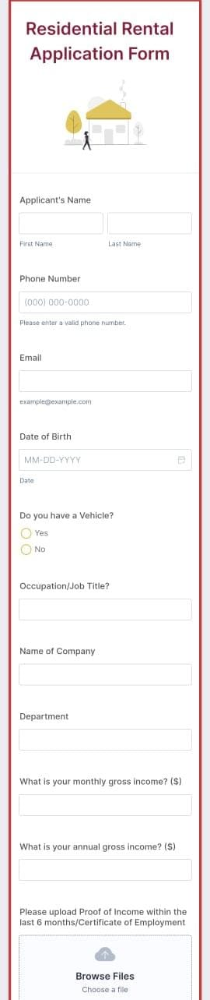 Residential Rental
Application Form
Applicant's Name
First Name Last Name
Phone Number
(000) 000-0000
Please enter a valid phone number.
Email
example@example.com
Date of Birth
MM-DD-YYYY
Date
Do you have a Vehicle?
Yes
No
Occupation/Job Title?
Name of Company
Department
What is your monthly gross income? ($)
What is your annual gross income? ($)
Please upload Proof of Income within the
last 6 months/Certificate of Employment
Browse Files
Choose a file